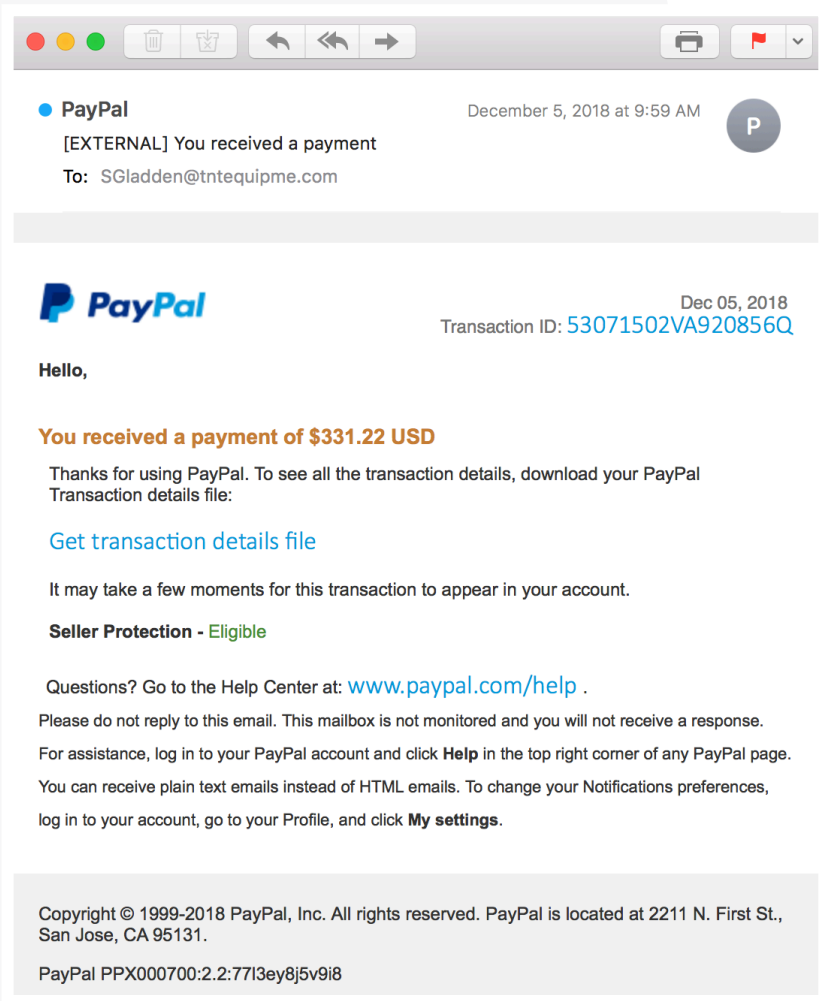 PayPal
December 5, 2018 at 9:59 AM
P
[EXTERNAL] You received a payment
To: SGladden@tntequipme.com
PayPal
Dec 05, 2018
Transaction ID: 53071502VA920856Q
Hello,
You received a payment of $331.22 USD
Thanks for using PayPal. To see all the transaction details, download your PayPal
Transaction details file:
Get transaction details file
It may take a few moments for this transaction to appear in your account.
Seller Protection - Eligible
Questions? Go to the Help Center at: www.paypal.com/help .
Please do not reply to this email. This mailbox is not monitored and you will not receive a response.
For assistance, log in to your PayPal account and click Help in the top right corner of any PayPal page.
You can receive plain text emails instead of HTML emails. To change your Notifications preferences,
log in to your account, go to your Profile, and click My settings.
Copyright © 1999-2018 PayPal, Inc. All rights reserved. PayPal is located at 2211 N. First St.,
San Jose, CA 95131.
PayPal PPX000700:2.2:77l3ey8j5v9i8